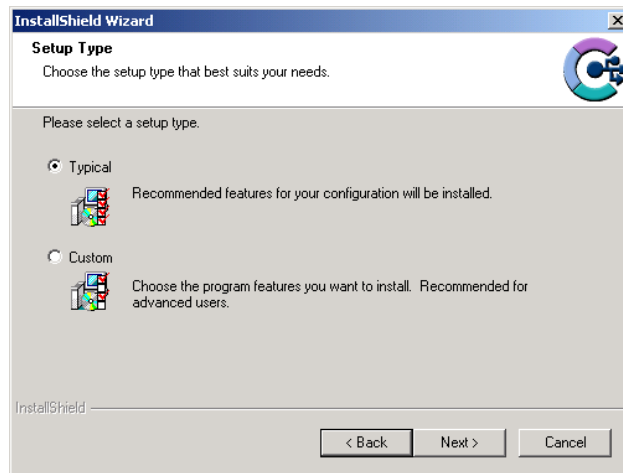 InstallShield Wizard
Setup Type
Choose the setup type that best suits your needs.
Please select a setup type.
Typical
Recommended features for your configuration will be installed.
Custom
Choose the program features you want to install. Recommended for
advanced users.
InstallShield
< Back Next > Cancel